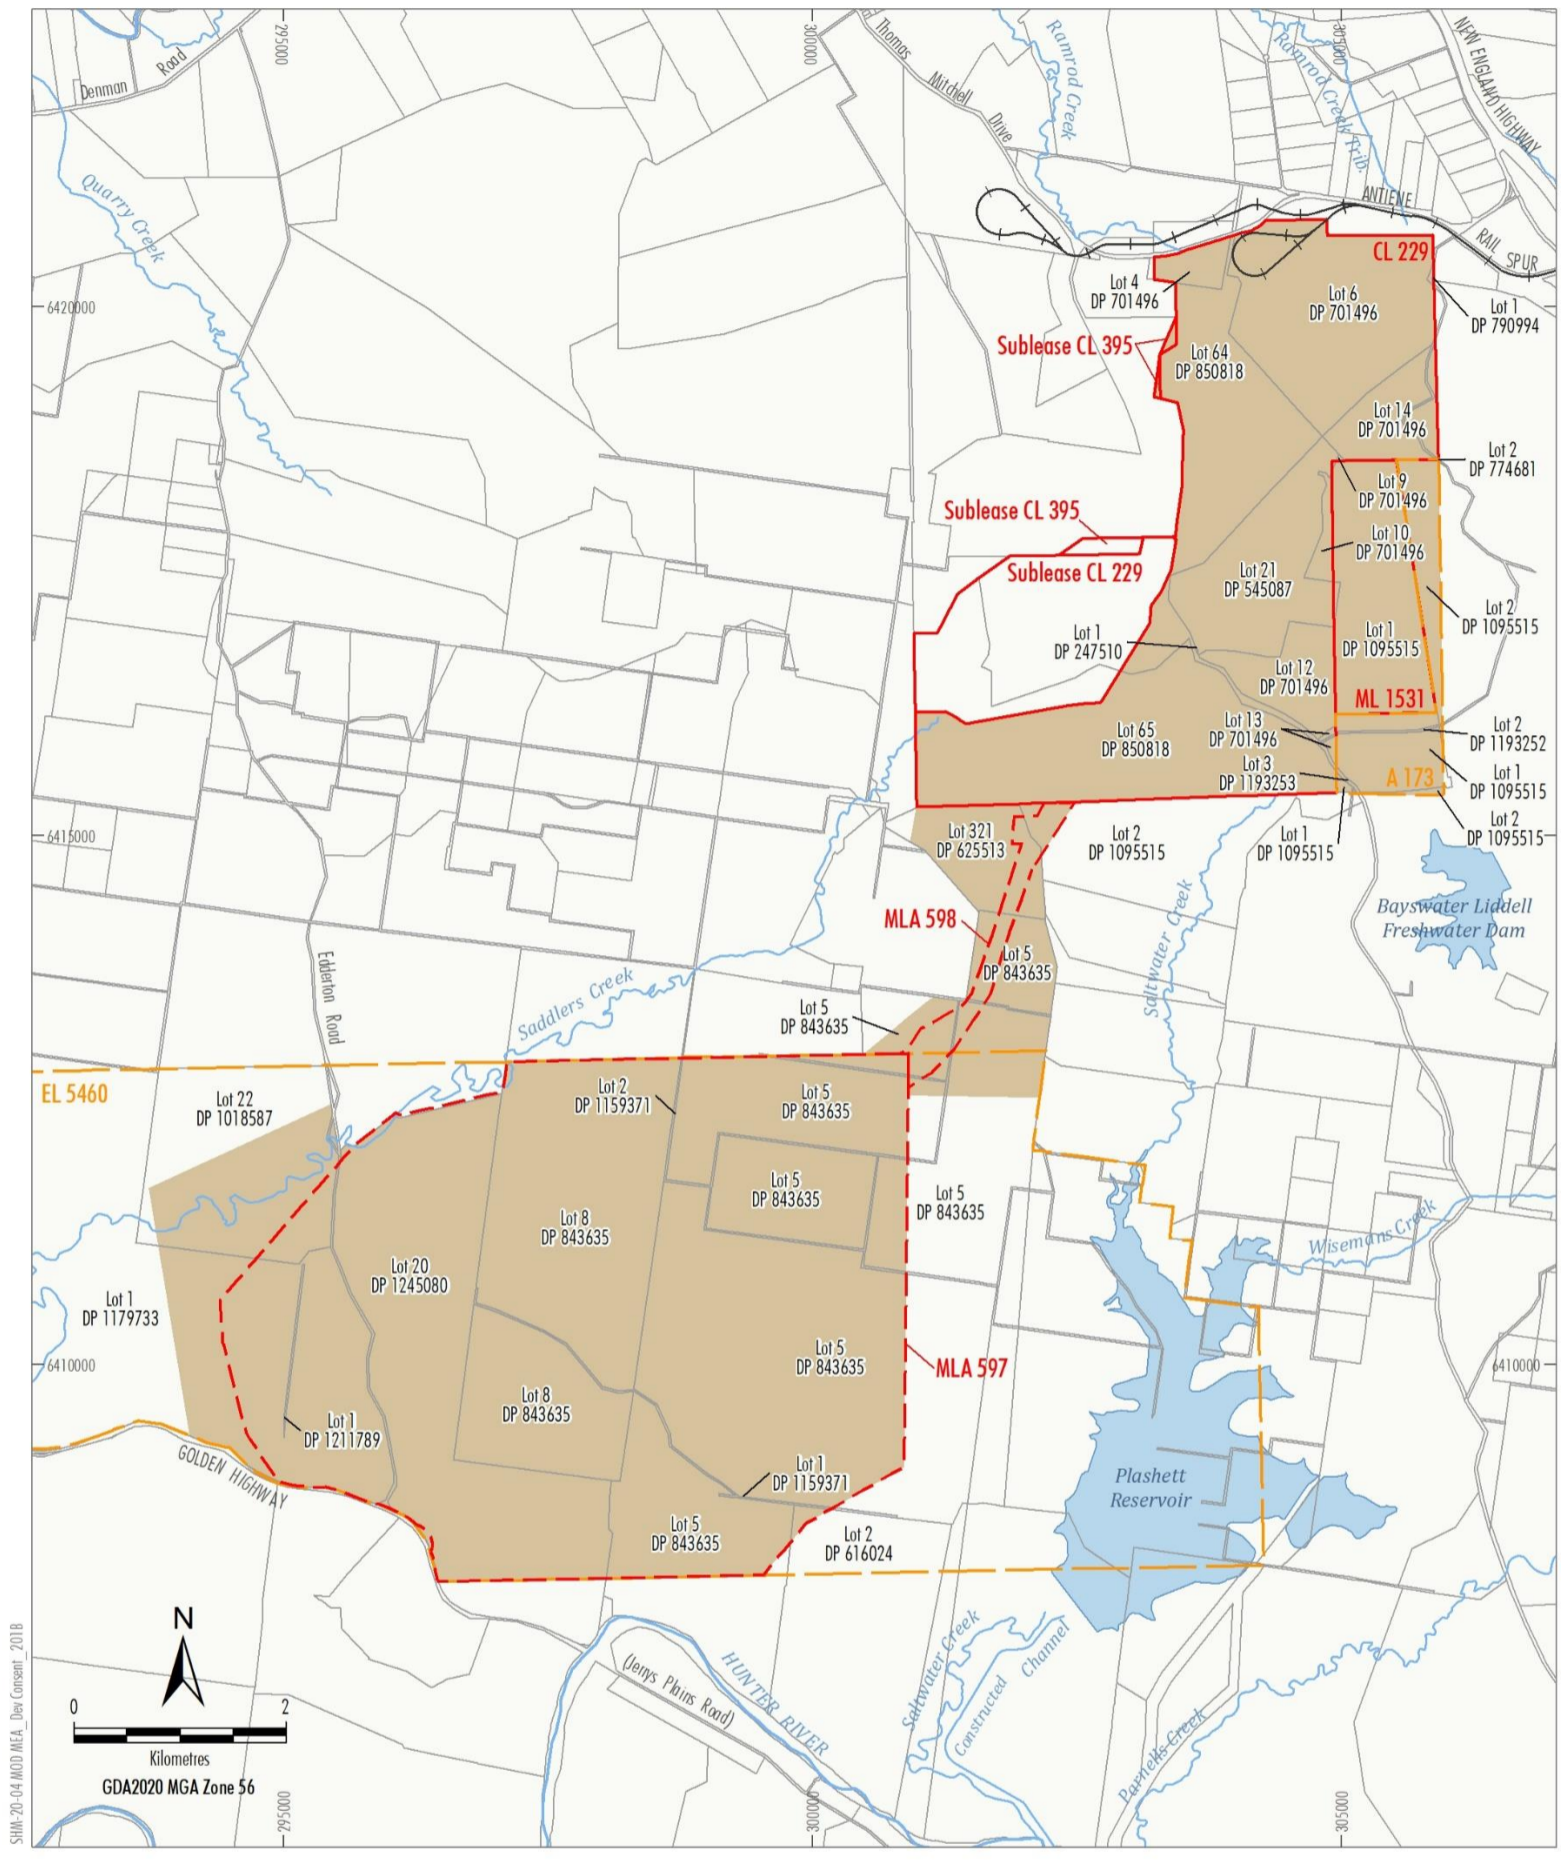 295000
300000
305000
Denman
Road
Thomas
Mitchell
Drive
Ramrod Creek
Ramrod Creek Trib.
NEW ENGLAND HIGHWAY
Quarry Creek
ANTIENE
RAIL SPUR
CL 229
Lot 4
DP 701496
Lot 6
DP 701496
6420000
Lot 1
DP 790994
Sublease CL 395
Lot 64
DP 850818
Lot 14
DP 701496
Lot 2
DP 774681
Lot 9
DP 701496
Sublease CL 395
Lot 10
DP 701496
Sublease CL 229
Lot 21
DP 545087
Lot 2
DP 1095515
Lot 1
DP 247510
Lot 1
DP 1095515
Lot 12
DP 701496
ML 1531
Lot 65
DP 850818
Lot 13
DP 701496
Lot 2
DP 1193252
Lot 3
DP 1193253
A 173
Lot 1
DP 1095515
6415000
Lot 321
DP 625513
Lot 2
DP 1095515
Lot 1
DP 1095515
Lot 2
DP 1095515
MLA 598
Saltwater Creek
Bayswater Liddell
Freshwater Dam
Edderton Road
Saddlers Creek
Lot 5
DP 843635
Lot 5
DP 843635
EL 5460
Lot 22
DP 1018587
Lot 2
DP 1159371
Lot 5
DP 843635
Lot 5
DP 843635
Lot 5
DP 843635
Lot 8
DP 843635
Wisemans Creek
Lot 20
DP 1245080
Lot 1
DP 1179733
6410000
Lot 5
DP 843635
MLA 597
6410000
Lot 8
DP 843635
Lot 1
DP 1211789
GOLDEN HIGHWAY
Lot 1
DP 1159371
Plashett
Reservoir
Lot 5
DP 843635
Lot 2
DP 616024
N
0
2
Kilometres
GDA2020 MGA Zone 56
(Jerrys Plains Road)
HUNTER RIVER
Saltwater Creek
Constructed
Channel
Parnells Creek
295000
300000
305000
SHM-20-04 MOD MEA_Dev Consent_201B